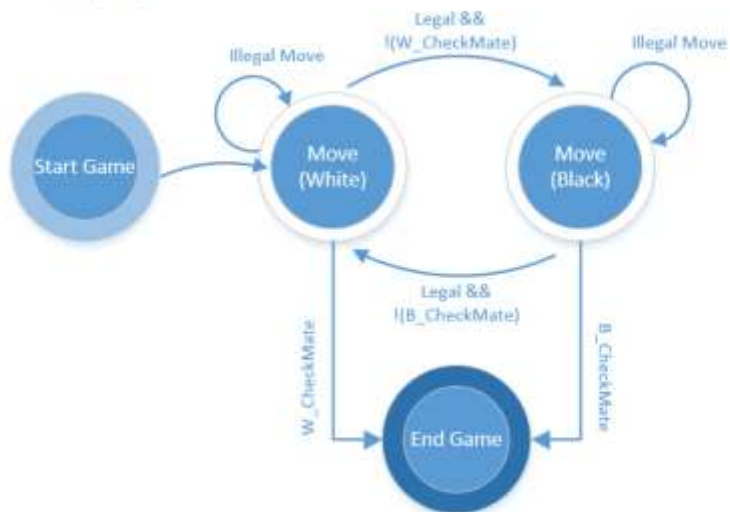 Legal &&
!(W_CheckMate)
Illegal Move
Illegal Move
Start Game
Move
(White)
Move
(Black)
Legal &&
!(B_CheckMate)
W_CheckMate
B_CheckMate
End Game